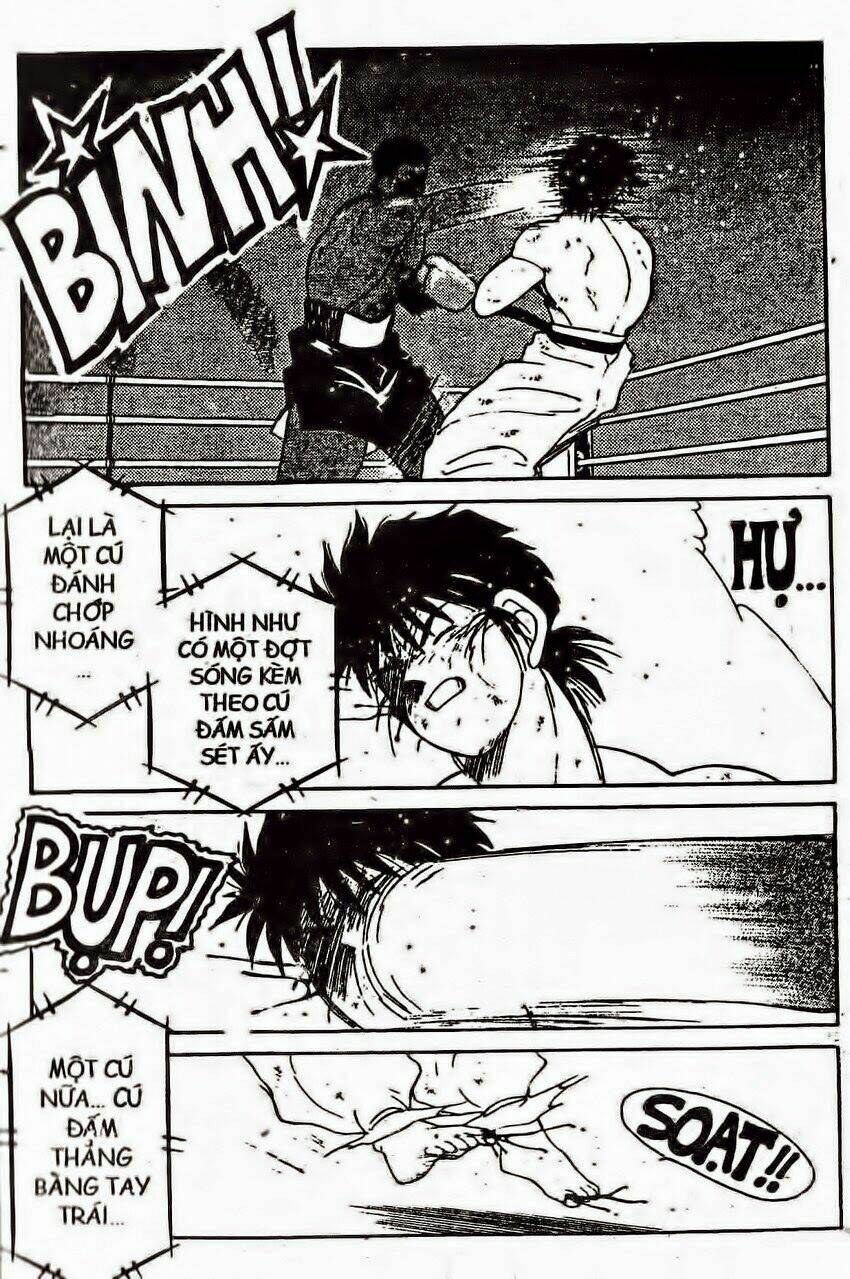 BINH!
LẠI LÀ
MỘT CÚ
ĐÁNH
CHỚP
NHOÁNG
...
HÌNH NHƯ
CÓ MỘT ĐỢT
SÓNG KÈM
THEO CÚ
ĐẤM SẤM
SÉT ẤY...
HỰ...
BỤP!
MỘT CÚ
NỮA... CÚ
ĐẤM
THẲNG
BẰNG TAY
TRÁI...
SOẠT!!